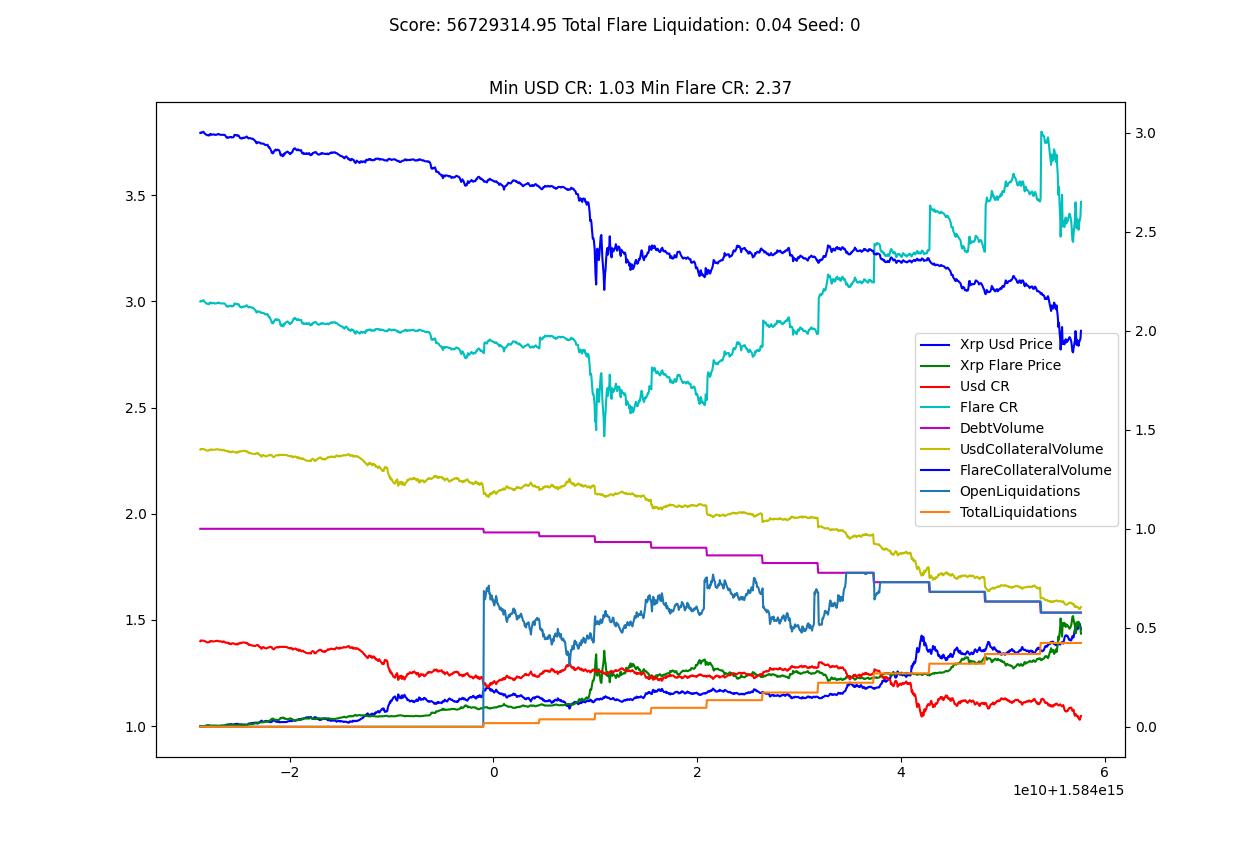 Score: 56729314.95 Total Flare Liquidation: 0.04 Seed: 0
Min USD CR: 1.03 Min Flare CR: 2.37
3.5
3.0
2.5
2.0
1.5
1.0
3.0
2.5
2.0
1.5
1.0
0.5
0.0
Xrp Usd Price
Xrp Flare Price
Usd CR
Flare CR
DebtVolume
UsdCollateralVolume
FlareCollateralVolume
OpenLiquidations
TotalLiquidations
−2 0 2 4 6
1e10+1.584e15